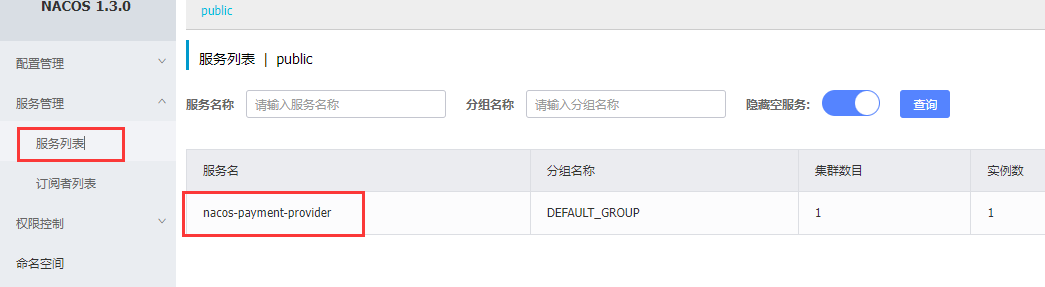 NACOS 1.3.0
配置管理
服务管理
服务列表
订阅者列表
权限控制
命名空间
public
服务列表 | public
服务名称 请输入服务名称 分组名称 请输入分组名称 隐藏空服务: 查询
服务名 分组名称 集群数目 实例数
nacos-payment-provider DEFAULT_GROUP 1 1